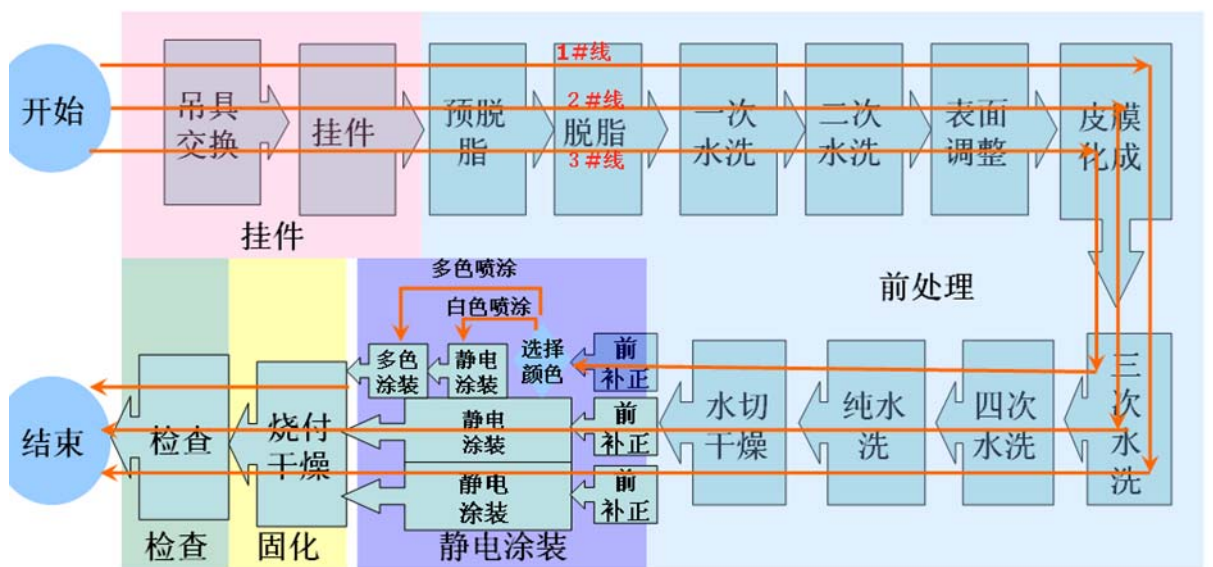 开始
吊具
交换
挂件
预脱
脂
1#线
2#线
脱脂
3#线
一次
水洗
二次
水洗
表面
调整
皮膜
化成
挂件
前处理
多色喷涂
白色喷涂
选择
颜色
多色
涂装
静电
涂装
前
补正
静电
涂装
前
补正
静电
涂装
前
补正
三
次
水
洗
四次
水洗
纯水
洗
水切
干燥
烧付
干燥
检查
结束
检查
固化
静电涂装